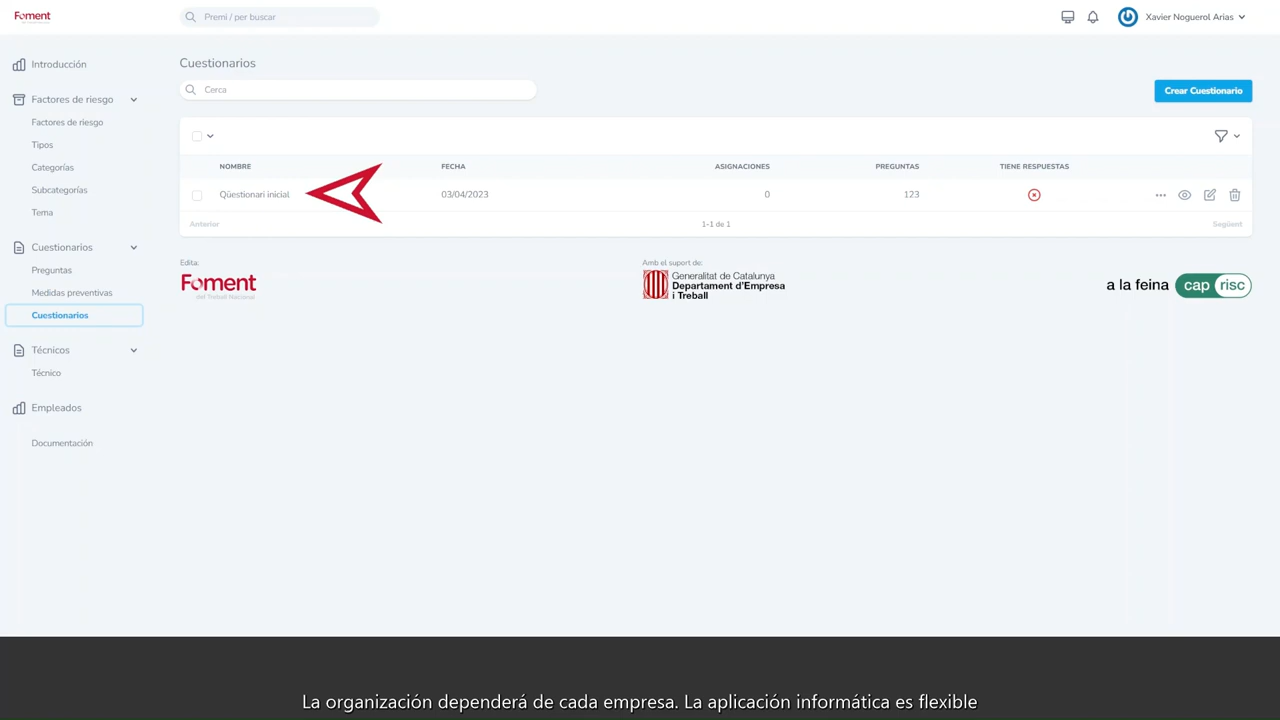 Foment
Premi / per buscar
Xavier Noguerol Arias
Introducción
Factores de riesgo
Factores de riesgo
Tipos
Categorías
Subcategorías
Tema
Cuestionarios
Preguntas
Medidas preventivas
Cuestionarios
Técnicos
Técnico
Empleados
Documentación
Cuestionarios
Cerca
Crear Cuestionario
NOMBRE FECHA ASIGNACIONES PREGUNTAS TIENE RESPUESTAS
Qüestionari inicial 03/04/2023 0 123
Anterior 1-1 de 1 Següent
Edita:
Foment
del Treball Nacional
Amb el suport de:
Generalitat de Catalunya
Departament d'Empresa
i Treball
a la feina cap risc
La organización dependerá de cada empresa. La aplicación informática es flexible